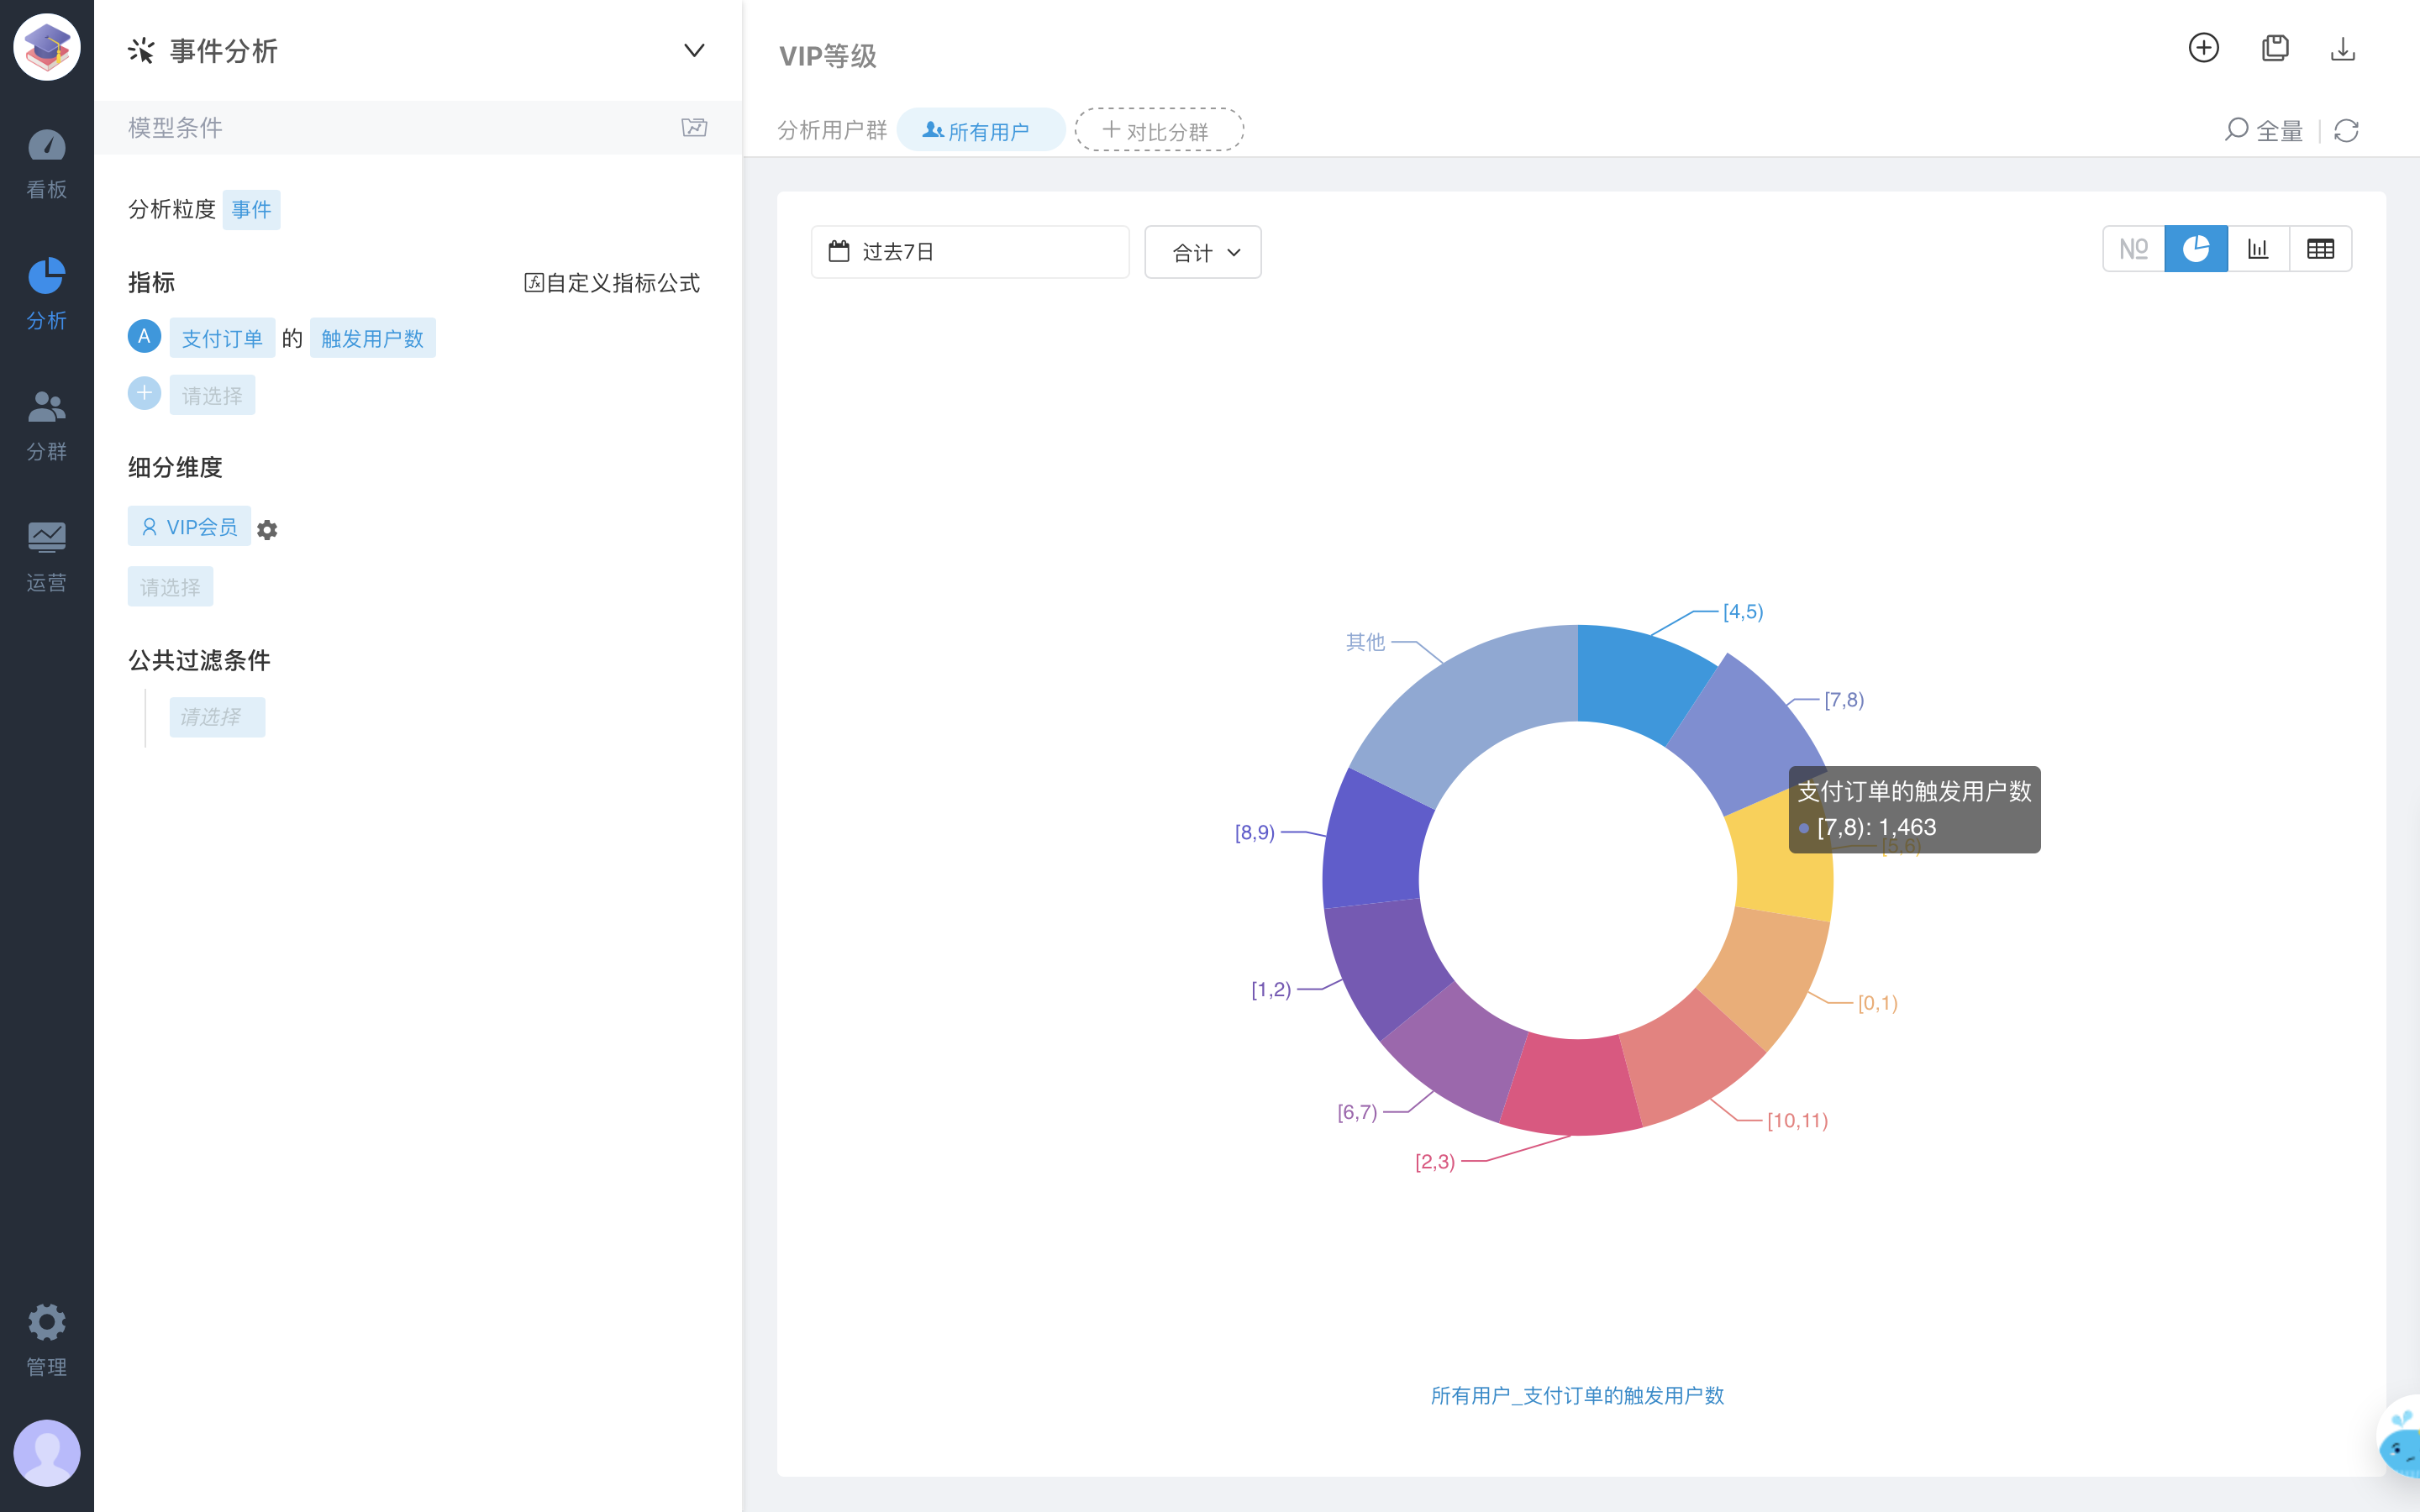 看板
分析
分群
运营
管理
事件分析
模型条件
分析粒度 事件
指标 自定义指标公式
A 支付订单 的 触发用户数
请选择
细分维度
VIP会员
请选择
公共过滤条件
请选择
VIP等级
分析用户群 所有用户 对比分群 全量
过去7日 合计
[4,5)
其他
[7,8)
支付订单的触发用户数
[7,8): 1,463
[8,9)
[5,6)
[1,2)
[0,1)
[6,7)
[10,11)
[2,3)
所有用户_支付订单的触发用户数